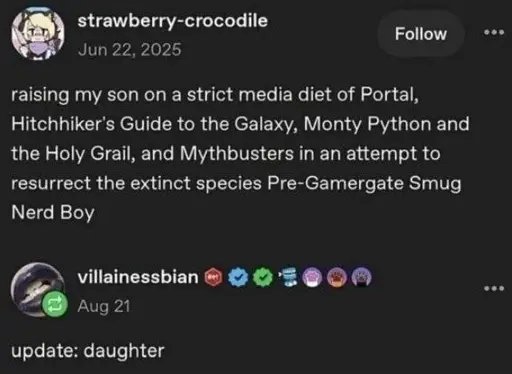 strawberry-crocodile
Follow
Jun 22, 2025
raising my son on a strict media diet of Portal,
Hitchhiker's Guide to the Galaxy, Monty Python and
the Holy Grail, and Mythbusters in an attempt to
resurrect the extinct species Pre-Gamergate Smug
Nerd Boy
villainessbian
Aug 21
update: daughter